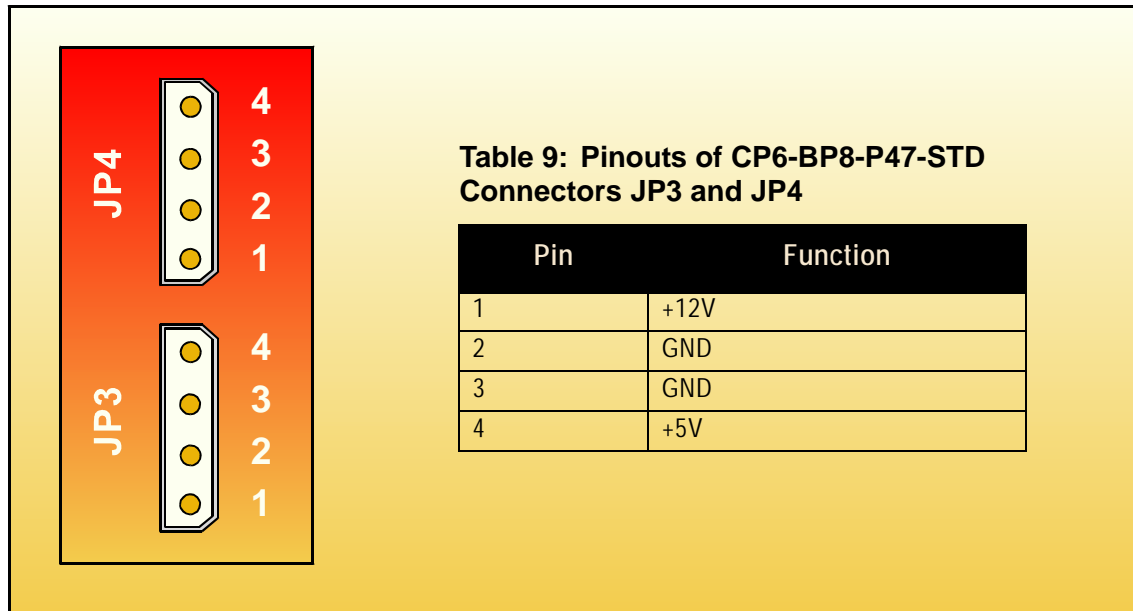 JP4
4
3
2
1
JP3
4
3
2
1
Table 9: Pinouts of CP6-BP8-P47-STD
Connectors JP3 and JP4
Pin Function
1 +12V
2 GND
3 GND
4 +5V